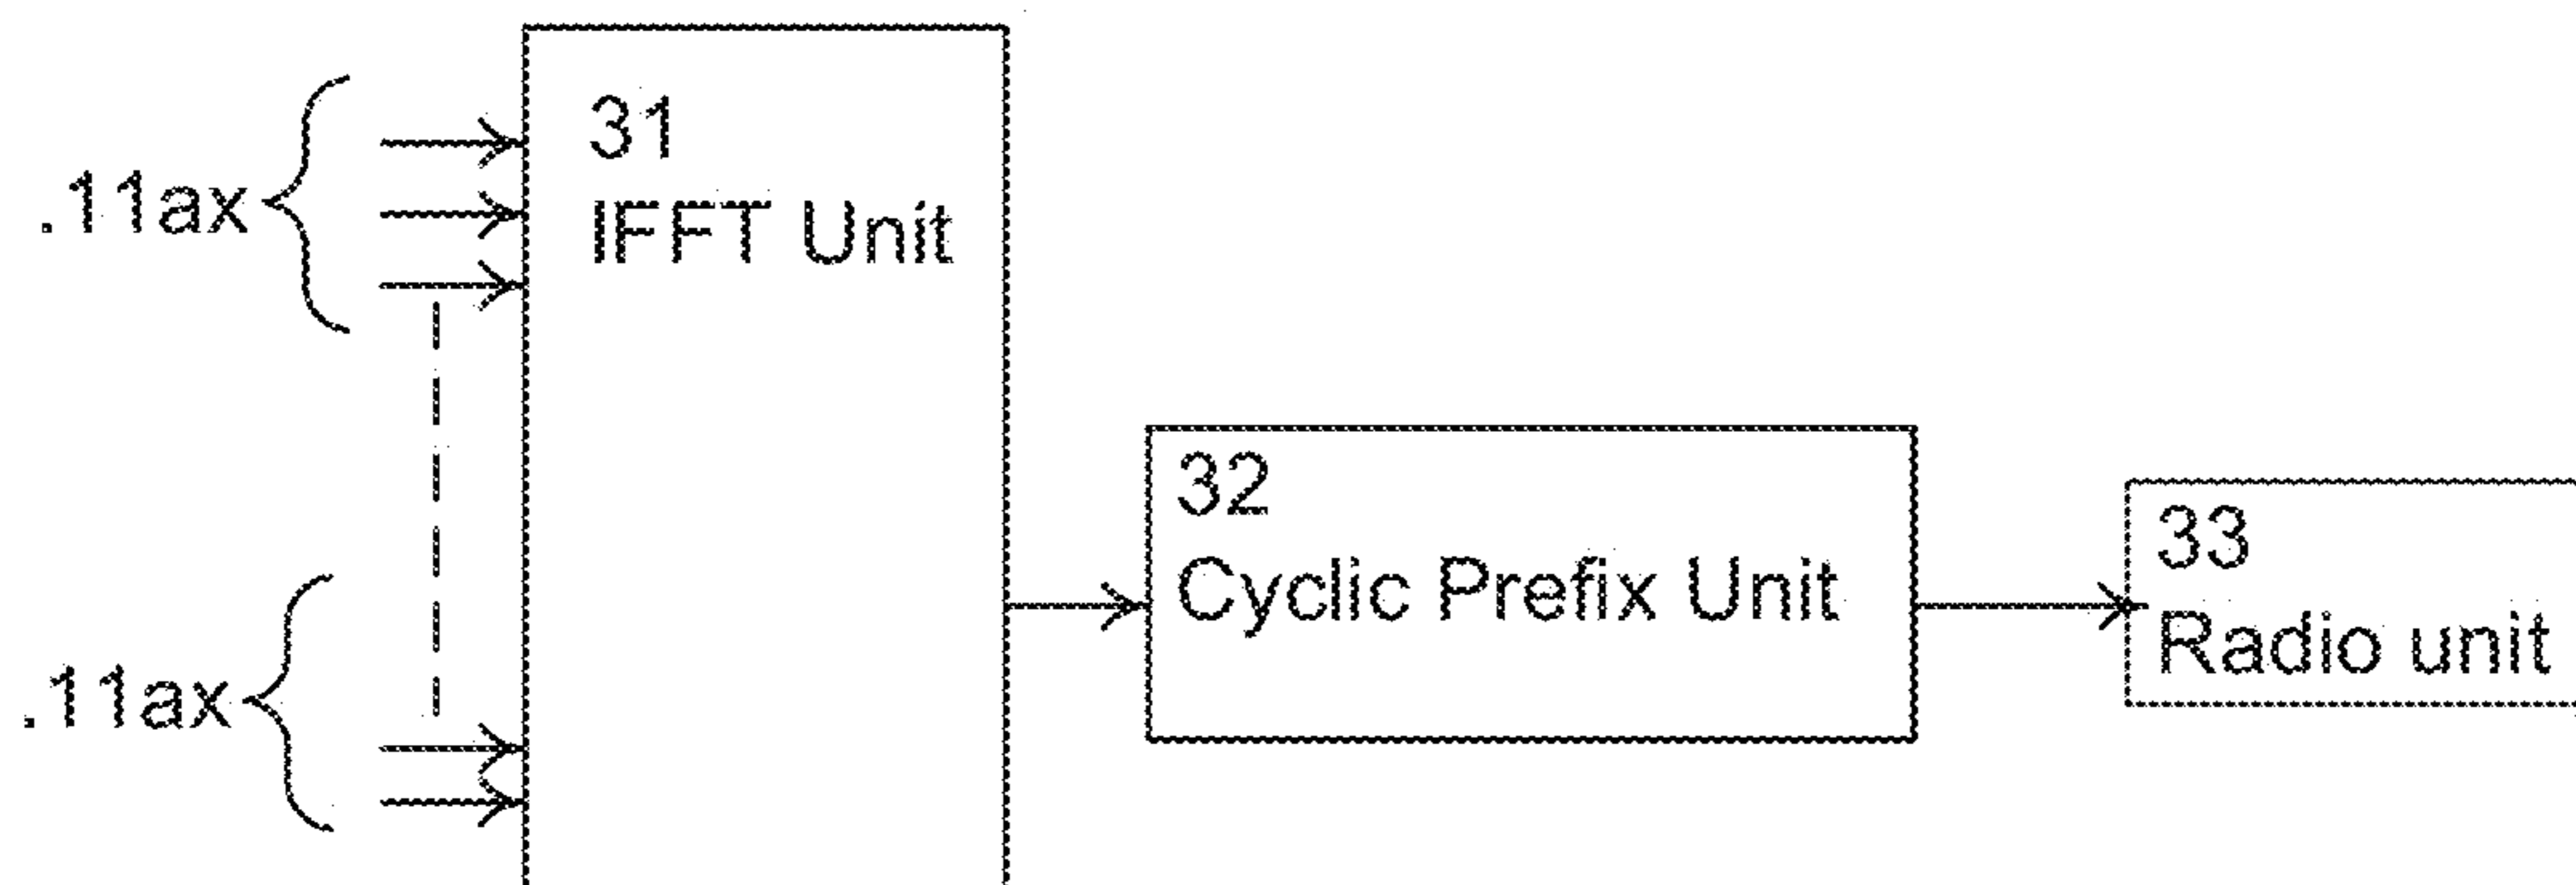 .11ax
31
IFFT Unit
32
Cyclic Prefix Unit
33
Radio unit
.11ax